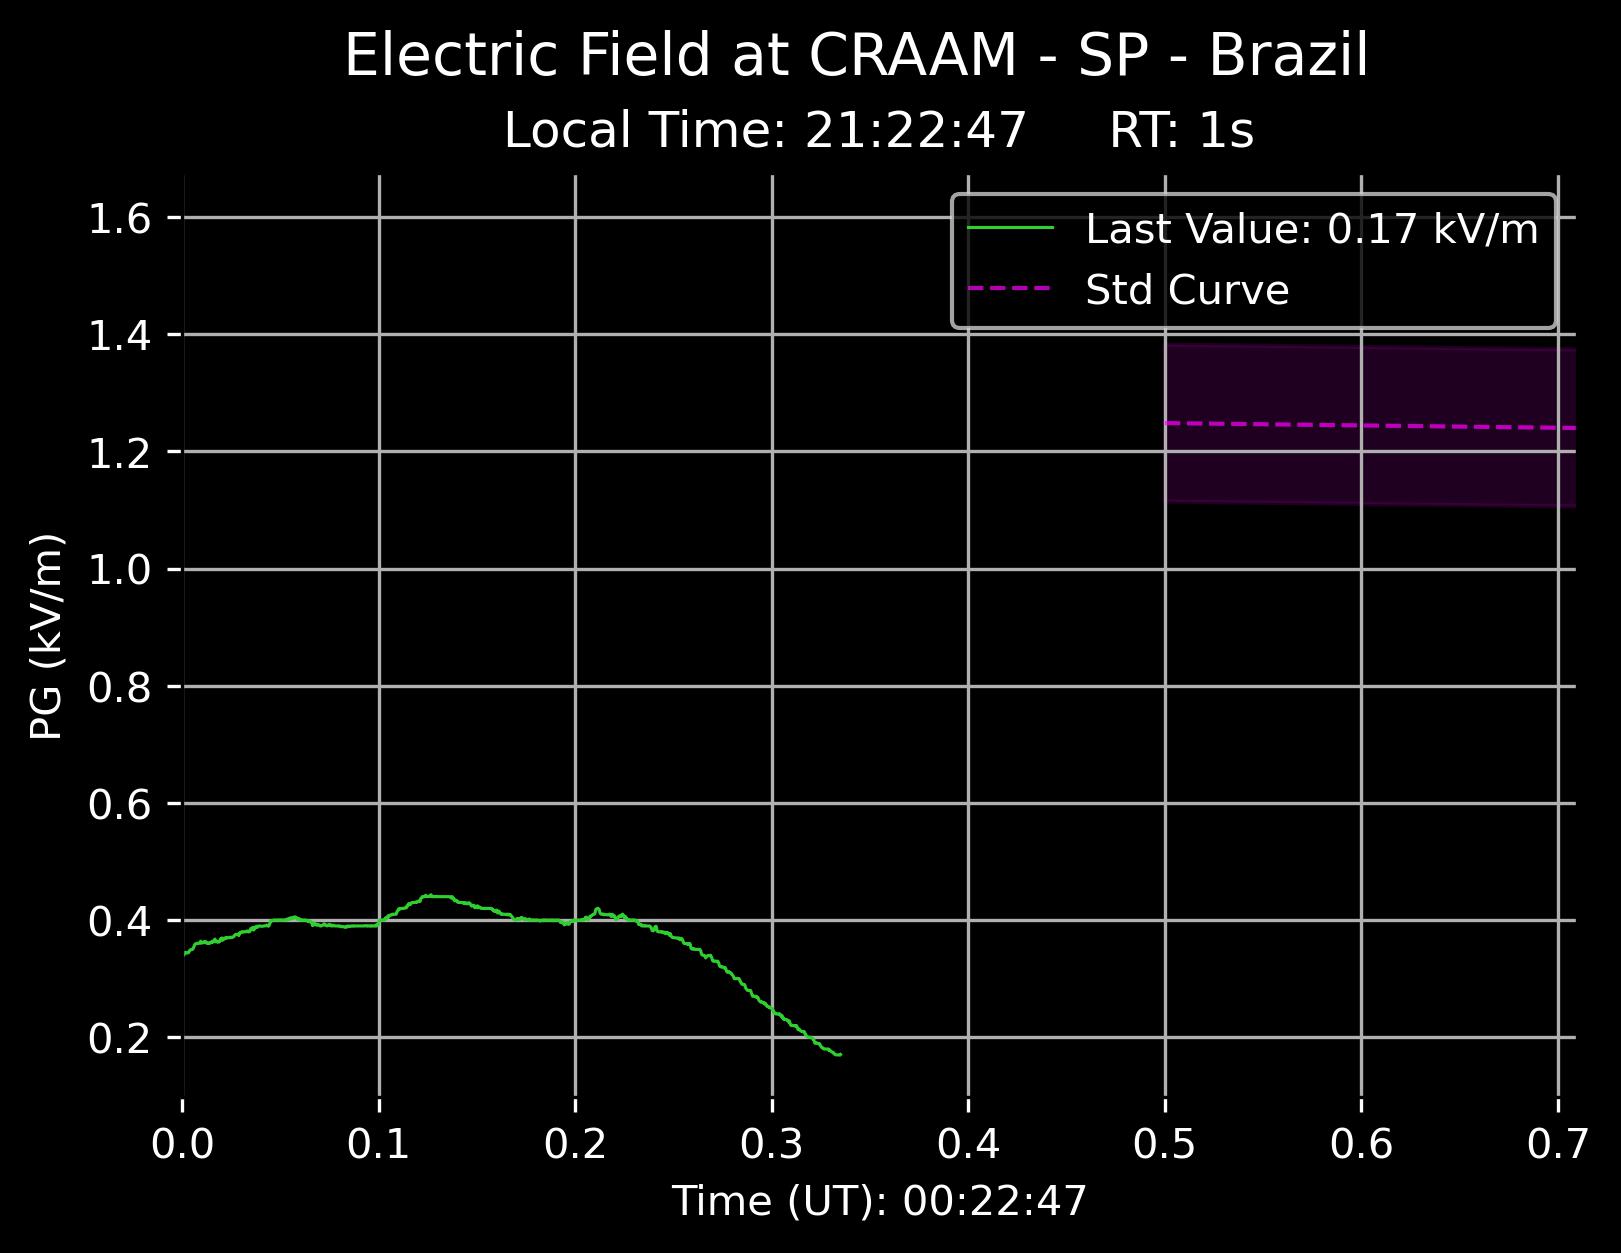 Electric Field at CRAAM - SP - Brazil
Local Time: 21:22:47 RT: 1s
Last Value: 0.17 kV/m
Std Curve
PG (kV/m)
1.6
1.4
1.2
1.0
0.8
0.6
0.4
0.2
0.0 0.1 0.2 0.3 0.4 0.5 0.6 0.7
Time (UT): 00:22:47